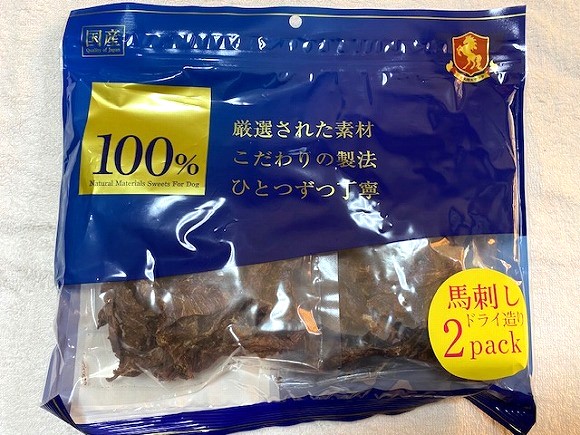 国産
Quality of Japan
100%
Natural Materials Sweets For Dog
厳選された素材
こだわりの製法
ひとつずつ丁寧
馬刺し
ドライ造り
2pack